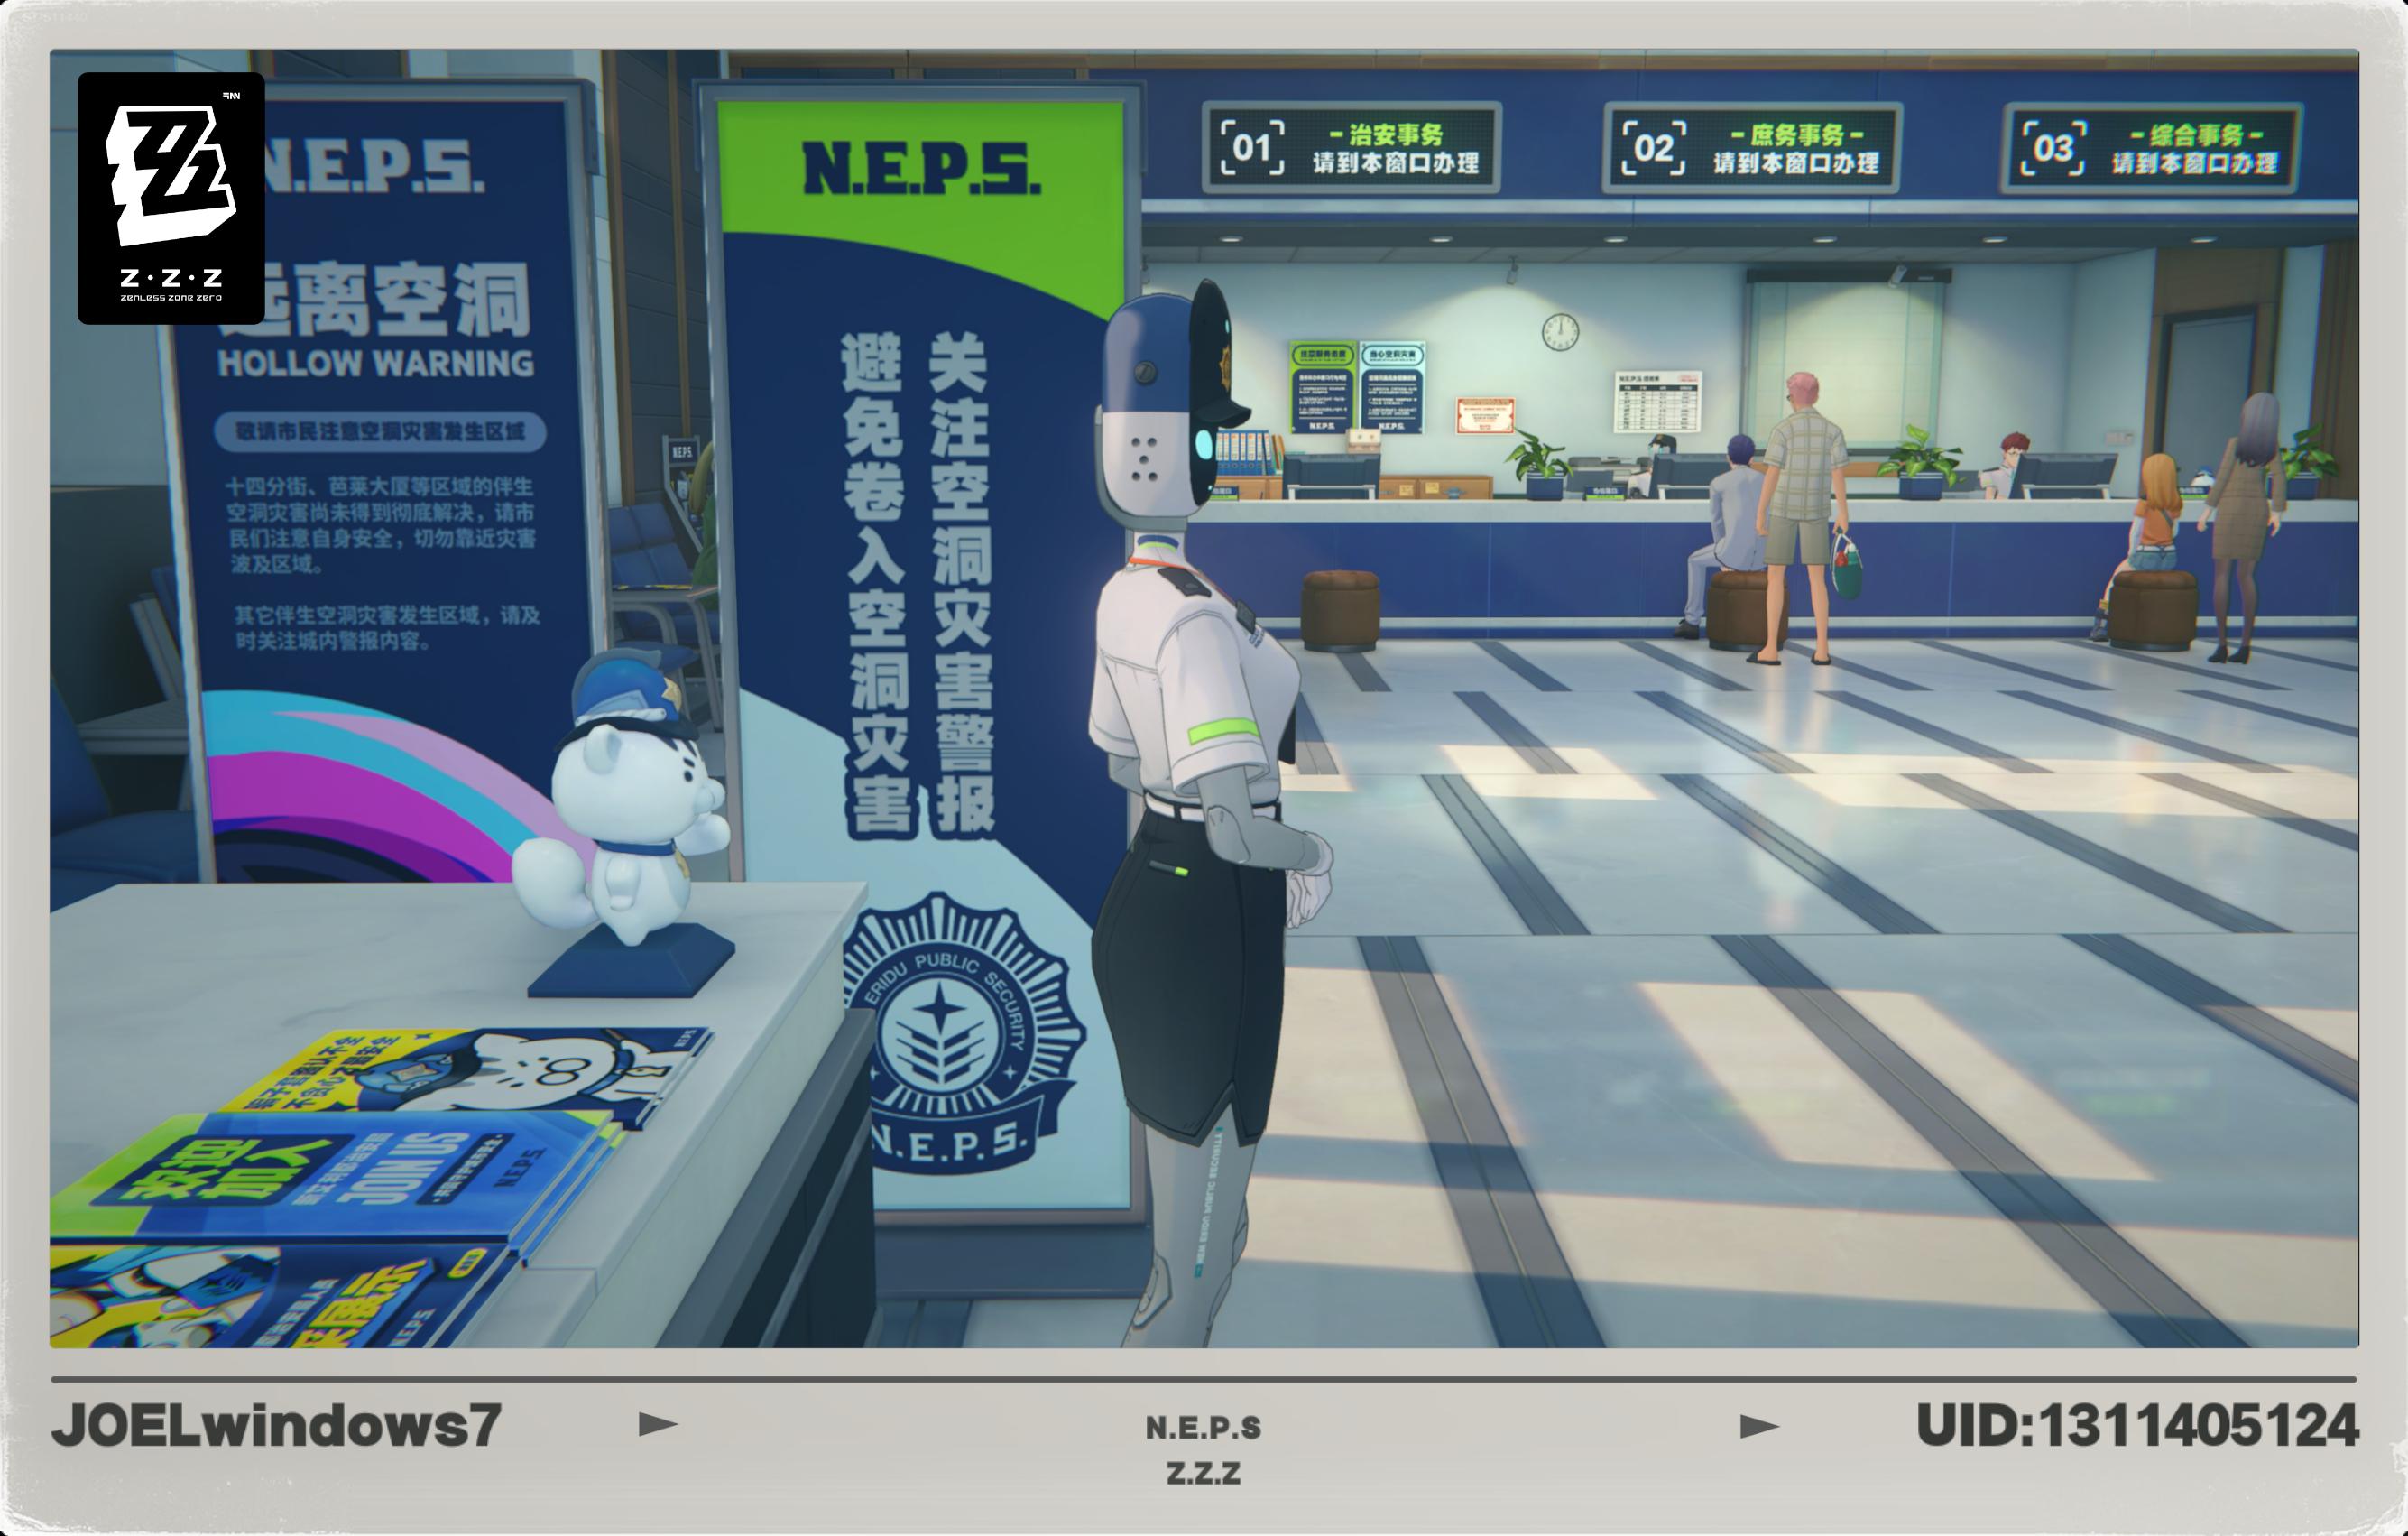 Z·Z·Z
ZENLESS ZONE ZERO
N.E.P.S.
远离空洞
HOLLOW WARNING
敬请市民注意空洞灾害发生区域
十四分街、芭莱大厦等区域的伴生
空洞灾害尚未得到彻底解决，请市
民们注意自身安全，切勿靠近灾害
波及区域。
其它伴生空洞灾害发生区域，请及
时关注城内警报内容。
N.E.P.S.
关注空洞灾害警报
避免卷入空洞灾害
ERIDU PUBLIC SECURITY
N.E.P.S.
01
-治安事务
请到本窗口办理
02
-庶务事务-
请到本窗口办理
03
-综合事务-
请到本窗口办理
N.E.P.S.
N.E.P.S.
N.E.P.S.
欢迎
加入
JOIN US
N.E.P.S
N.E.P.S
JOELwindows7
N.E.P.S
Z.Z.Z
UID:1311405124